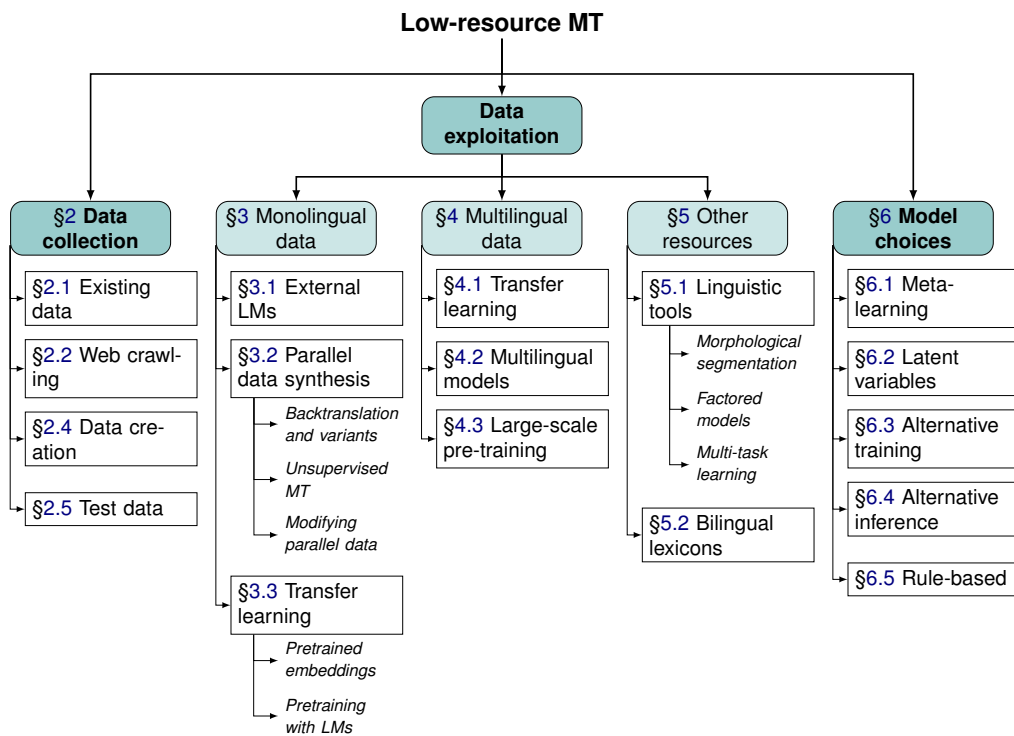 Low-resource MT
Data
exploitation
§2 Data
collection
§2.1 Existing
data
§2.2 Web crawl-
ing
§2.4 Data cre-
ation
§2.5 Test data
§3 Monolingual
data
§3.1 External
LMs
§3.2 Parallel
data synthesis
Backtranslation
and variants
Unsupervised
MT
Modifying
parallel data
§3.3 Transfer
learning
Pretrained
embeddings
Pretraining
with LMs
§4 Multilingual
data
§4.1 Transfer
learning
§4.2 Multilingual
models
§4.3 Large-scale
pre-training
§5 Other
resources
§5.1 Linguistic
tools
Morphological
segmentation
Factored
models
Multi-task
learning
§5.2 Bilingual
lexicons
§6 Model
choices
§6.1 Meta-
learning
§6.2 Latent
variables
§6.3 Alternative
training
§6.4 Alternative
inference
§6.5 Rule-based